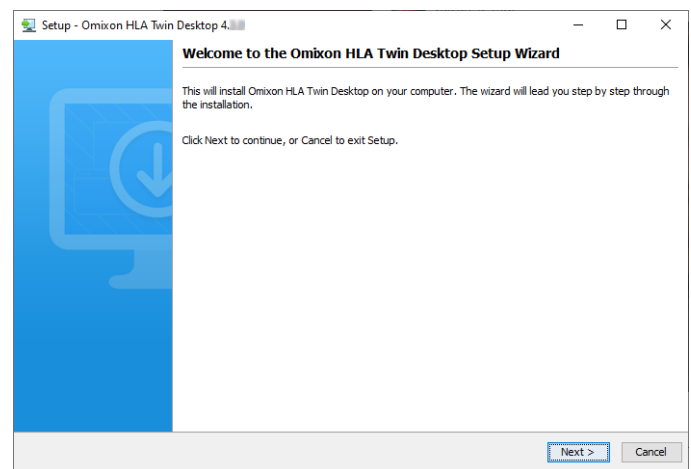 Setup - Omixon HLA Twin Desktop 4.
Welcome to the Omixon HLA Twin Desktop Setup Wizard
This will install Omixon HLA Twin Desktop on your computer. The wizard will lead you step by step through
the installation.
Click Next to continue, or Cancel to exit Setup.
Next >
Cancel